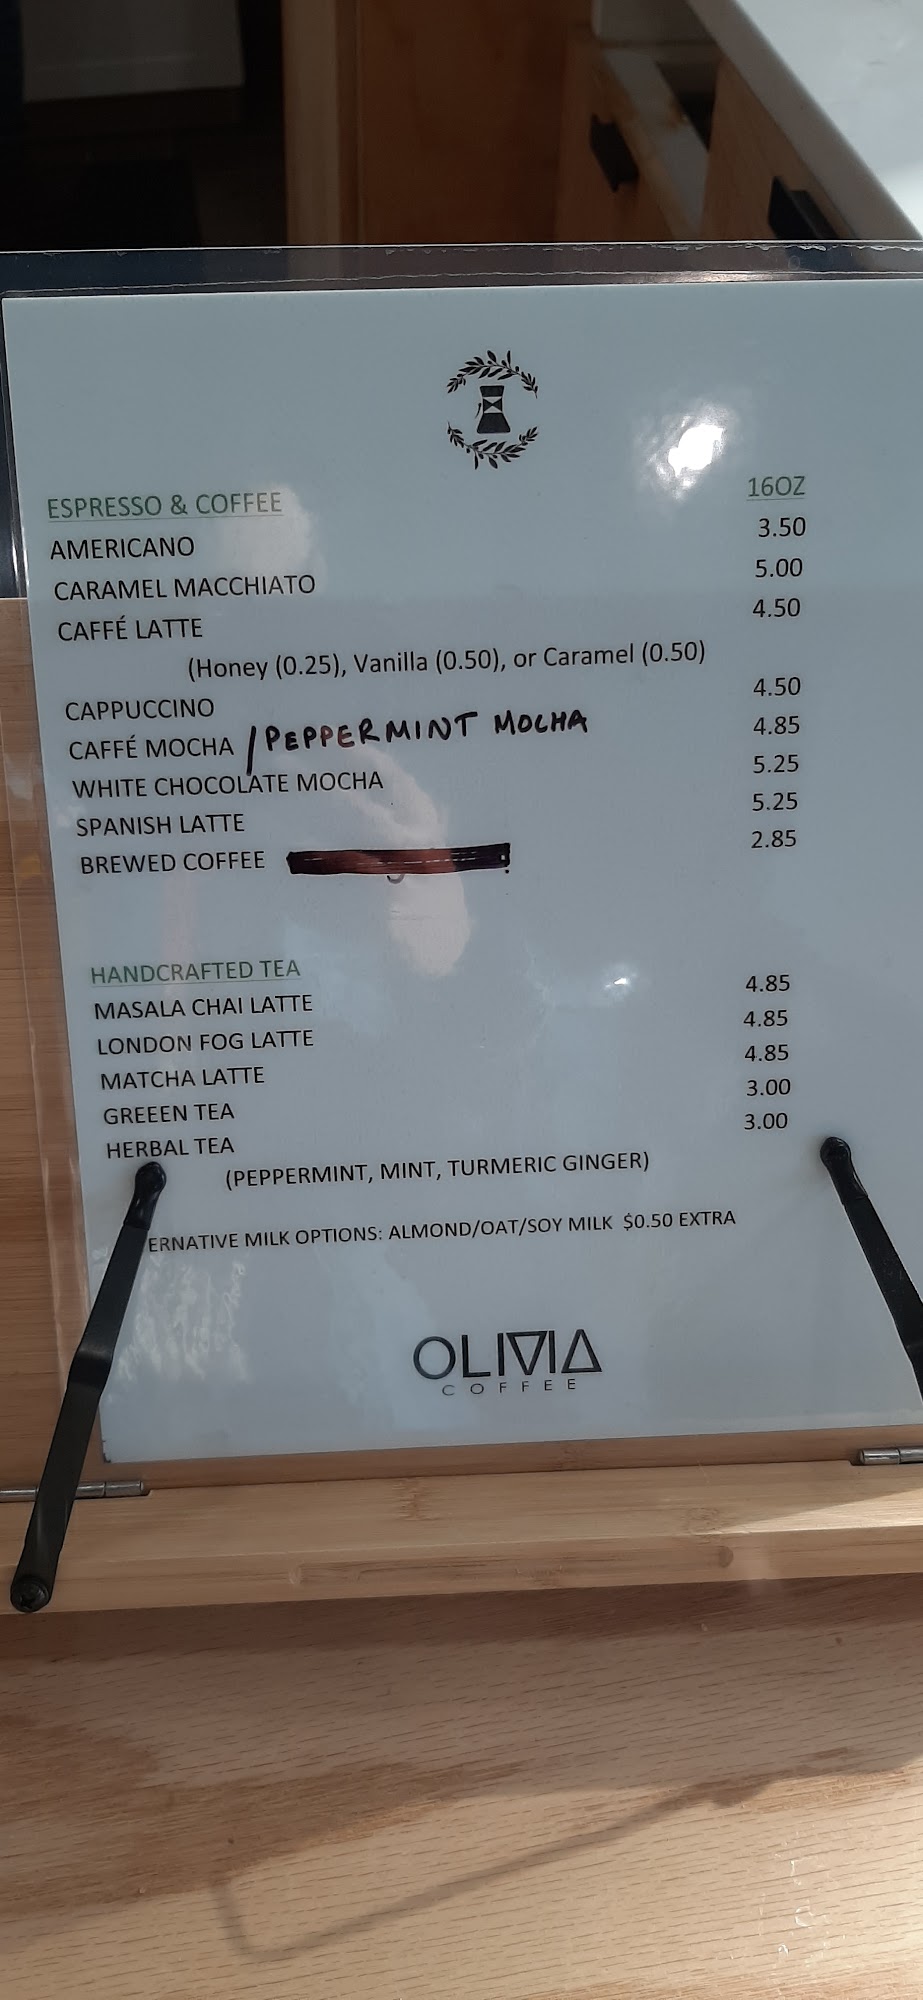 ESPRESSO & COFFEE 16OZ
AMERICANO 3.50
CARAMEL MACCHIATO 5.00
CAFFÉ LATTE 4.50
(Honey (0.25), Vanilla (0.50), or Caramel (0.50)
CAPPUCCINO 4.50
CAFFÉ MOCHA /PEPPERMINT MOCHA 4.85
WHITE CHOCOLATE MOCHA 5.25
SPANISH LATTE 5.25
BREWED COFFEE 2.85
HANDCRAFTED TEA
MASALA CHAI LATTE 4.85
LONDON FOG LATTE 4.85
MATCHA LATTE 4.85
GREEEN TEA 3.00
HERBAL TEA 3.00
(PEPPERMINT, MINT, TURMERIC GINGER)
ERNATIVE MILK OPTIONS: ALMOND/OAT/SOY MILK $0.50 EXTRA
OLIVIA
COFFEE